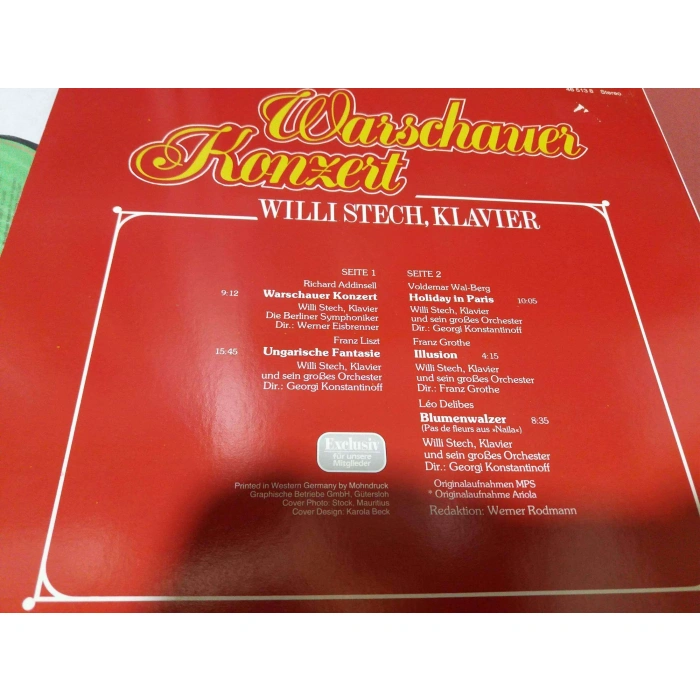 46 513 6 Stereo
Warschauer
Konzert
WILLI STECH, KLAVIER
SEITE 1
Richard Addinsell
9:12 Warschauer Konzert
Willi Stech, Klavier
Die Berliner Symphoniker
Dir.: Werner Eisbrenner
Franz Liszt
15:45 Ungarische Fantasie
Willi Stech, Klavier
und sein großes Orchester
Dir.: Georgi Konstantinoff
SEITE 2
Voldemar Wal-Berg
Holiday in Paris 10:05
Willi Stech, Klavier
und sein großes Orchester
Dir.: Georgi Konstantinoff
Franz Grothe
Illusion 4:15
Willi Stech, Klavier
und sein großes Orchester
Dir.: Franz Grothe
Léo Delibes
Blumenwalzer 8:35
(Pas de fleurs aus »Naila«)
Willi Stech, Klavier
und sein großes Orchester
Dir.: Georgi Konstantinoff
Originalaufnahmen MPS
* Originalaufnahme Ariola
Redaktion: Werner Rodmann
Exclusiv
für unsere
Mitglieder
Printed in Western Germany by Mohndruck
Graphische Betriebe GmbH, Gütersloh
Cover Photo: Stock, Mauritius
Cover Design: Karola Beck